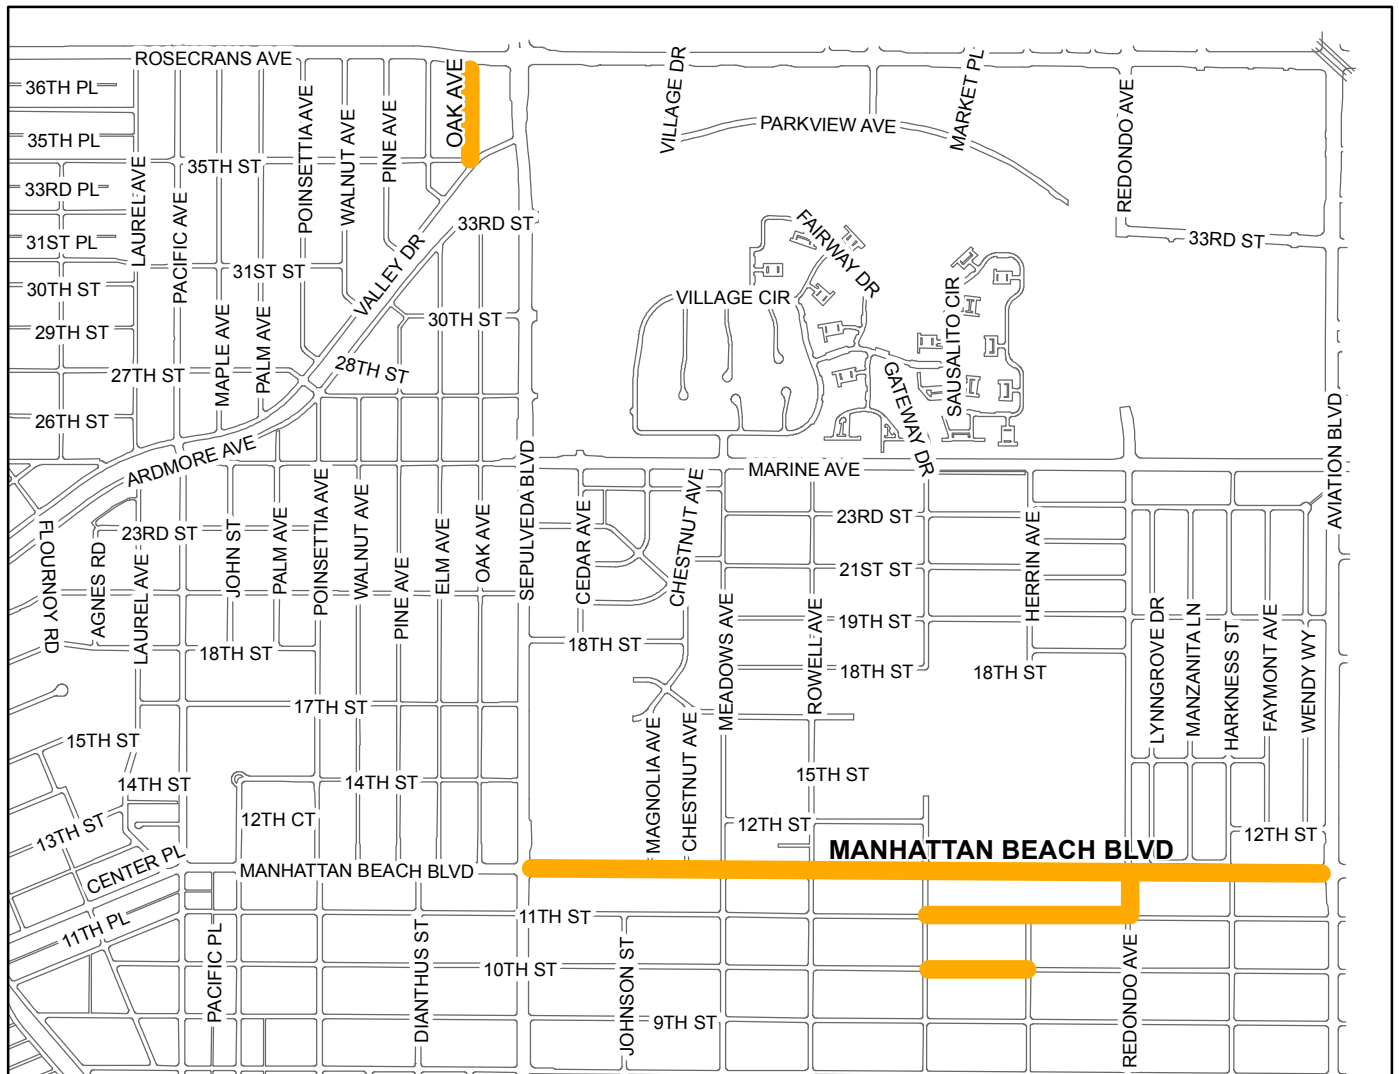 ROSECRANS AVE
36TH PL
35TH PL
33RD PL
31ST PL
30TH ST
29TH ST
27TH ST
26TH ST
LAUREL AVE
PACIFIC AVE
35TH ST
31ST ST
MAPLE AVE
PALM AVE
POINSETTIA AVE
WALNUT AVE
PINE AVE
OAK AVE
VALLEY DR
33RD ST
30TH ST
28TH ST
ARDMORE AVE
VILLAGE DR
PARKVIEW AVE
MARKET PL
REDONDO AVE
33RD ST
FAIRWAY DR
VILLAGE CIR
SAUSALITO CIR
GATEWAY DR
MARINE AVE
AVIATION BLVD
SEPULVEDA BLVD
FLOURNOY RD
AGNES RD
23RD ST
LAUREL AVE
JOHN ST
PALM AVE
POINSETTIA AVE
WALNUT AVE
PINE AVE
ELM AVE
OAK AVE
CEDAR AVE
CHESTNUT AVE
23RD ST
21ST ST
19TH ST
18TH ST
HERRIN AVE
18TH ST
18TH ST
18TH ST
MEADOWS AVE
ROWELL AVE
LYNNGROVE DR
MANZANITA LN
HARKNESS ST
FAYMONT AVE
WENDY WY
17TH ST
15TH ST
14TH ST
14TH ST
13TH ST
12TH CT
MAGNOLIA AVE
CHESTNUT AVE
15TH ST
12TH ST
12TH ST
CENTER PL
MANHATTAN BEACH BLVD
MANHATTAN BEACH BLVD
11TH PL
11TH ST
10TH ST
9TH ST
PACIFIC PL
DIANTHUS ST
JOHNSON ST
REDONDO AVE